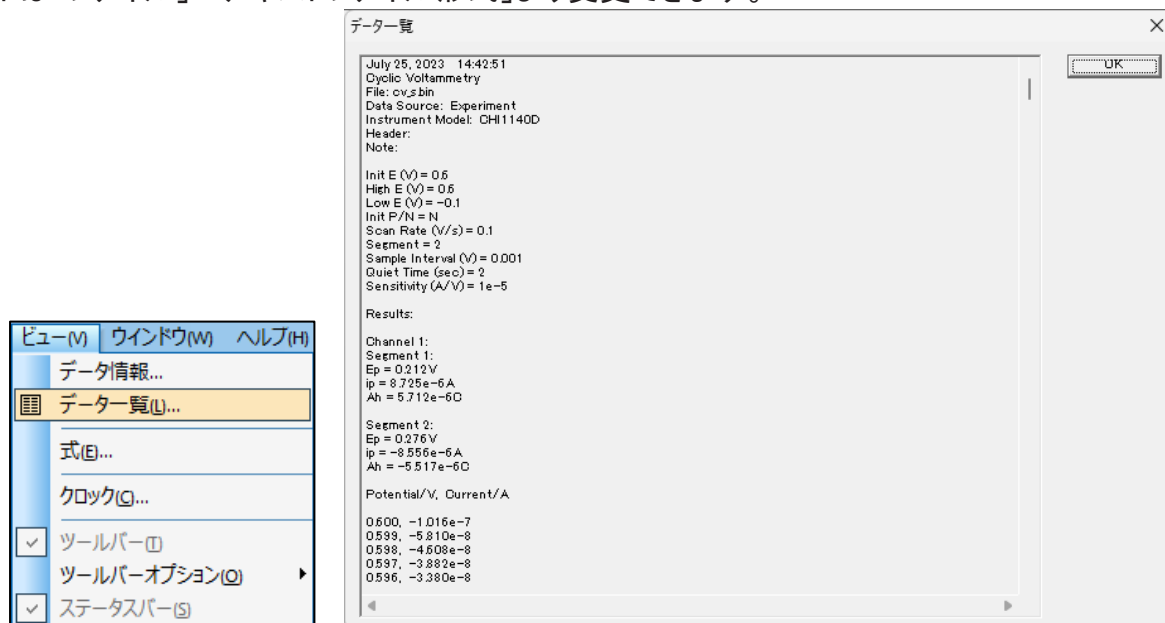 データ一覧
July 25, 2023 14:42:51
Cyclic Voltammetry
File: cv_s.bin
Data Source: Experiment
Instrument Model: CHI1140D
Header:
Note:
Init E (V) = 0.6
High E (V) = 0.6
Low E (V) = -0.1
Init P/N = N
Scan Rate (V/s) = 0.1
Segment = 2
Sample Interval (V) = 0.001
Quiet Time (sec) = 2
Sensitivity (A/V) = 1e-5
Results:
Channel 1:
Segment 1:
Ep = 0.212V
ip = 8.725e-6A
Ah = 5.712e-6C
Segment 2:
Ep = 0.276V
ip = -8.556e-6A
Ah = -5.517e-6C
Potential/V, Current/A
0.600, -1.016e-7
0.599, -5.810e-8
0.598, -4.608e-8
0.597, -3.882e-8
0.596, -3.380e-8
OK
ビュー(V) ウインドウ(W) ヘルプ(H)
データ情報...
データ一覧(L)...
式(E)...
クロック(C)...
ツールバー(T)
ツールバーオプション(O)
ステータスバー(S)